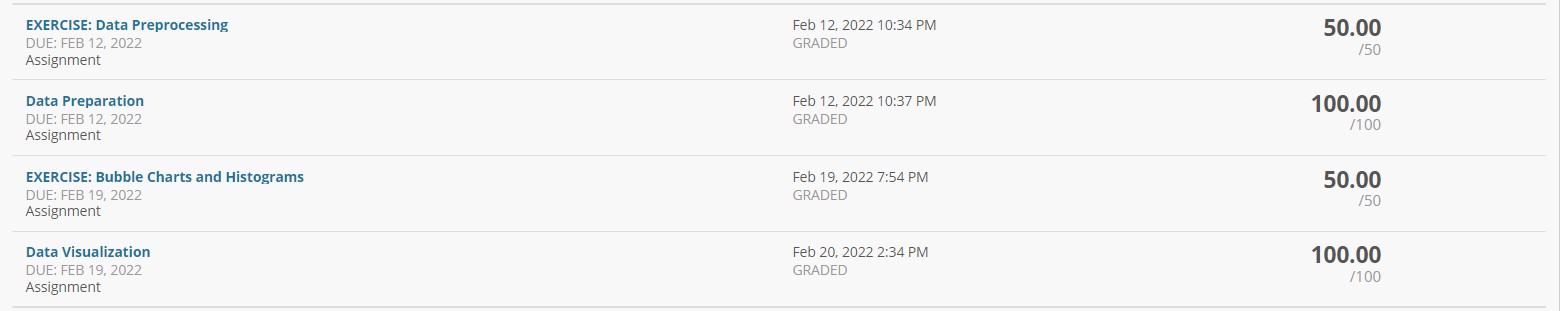 EXERCISE: Data Preprocessing
DUE: FEB 12, 2022
Assignment
Feb 12, 2022 10:34 PM
GRADED
50.00
/50
Data Preparation
DUE: FEB 12, 2022
Assignment
Feb 12, 2022 10:37 PM
GRADED
100.00
/100
EXERCISE: Bubble Charts and Histograms
DUE: FEB 19, 2022
Assignment
Feb 19, 2022 7:54 PM
GRADED
50.00
/50
Data Visualization
DUE: FEB 19, 2022
Assignment
Feb 20, 2022 2:34 PM
GRADED
100.00
/100